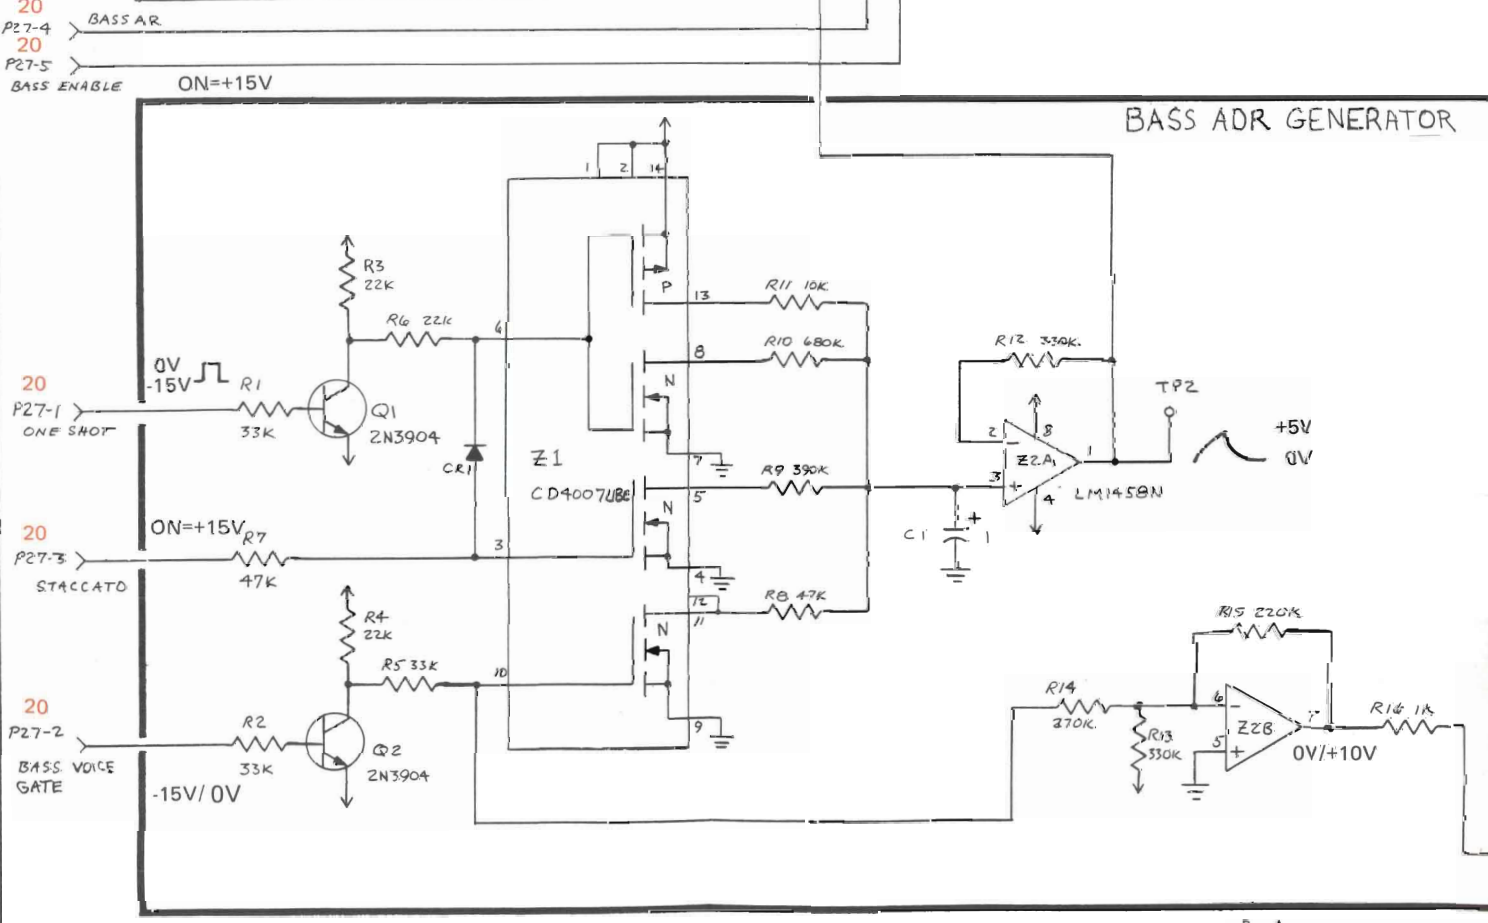 20
P27-4
BASS AR
20
P27-5
BASS ENABLE
ON=+15V
BASS ADR GENERATOR
1
2
14
R3
22K
R6 22K
6
P
13
R11 10K
8
R10 680K
N
7
R12 330K
0V
-15V
R1
33K
20
P27-1
ONE SHOT
Q1
2N3904
CR1
Z1
CD4007UBE
R9 390K
5
N
4
2
8
Z2A
1
3
4
LM1458N
TP2
+5V
0V
C1
+
1
20
P27-3
STACCATO
ON=+15V
R7
47K
3
R4
22K
12
11
R8 47K
N
R5 33K
10
9
20
P27-2
BASS VOICE
GATE
R2
33K
Q2
2N3904
-15V/0V
R15 220K
R14
R13
330K
6
5
Z2B
7
0V/+10V
R16 1K